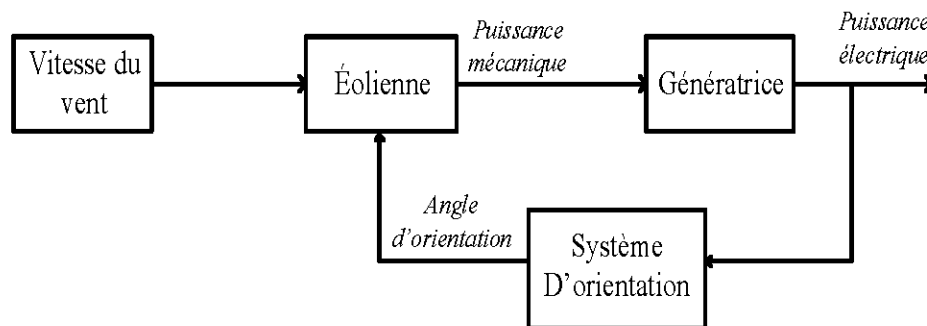 Vitesse du
vent
Éolienne
Puissance
mécanique
Génératrice
Puissance
électrique
Angle
d'orientation
Système
D'orientation